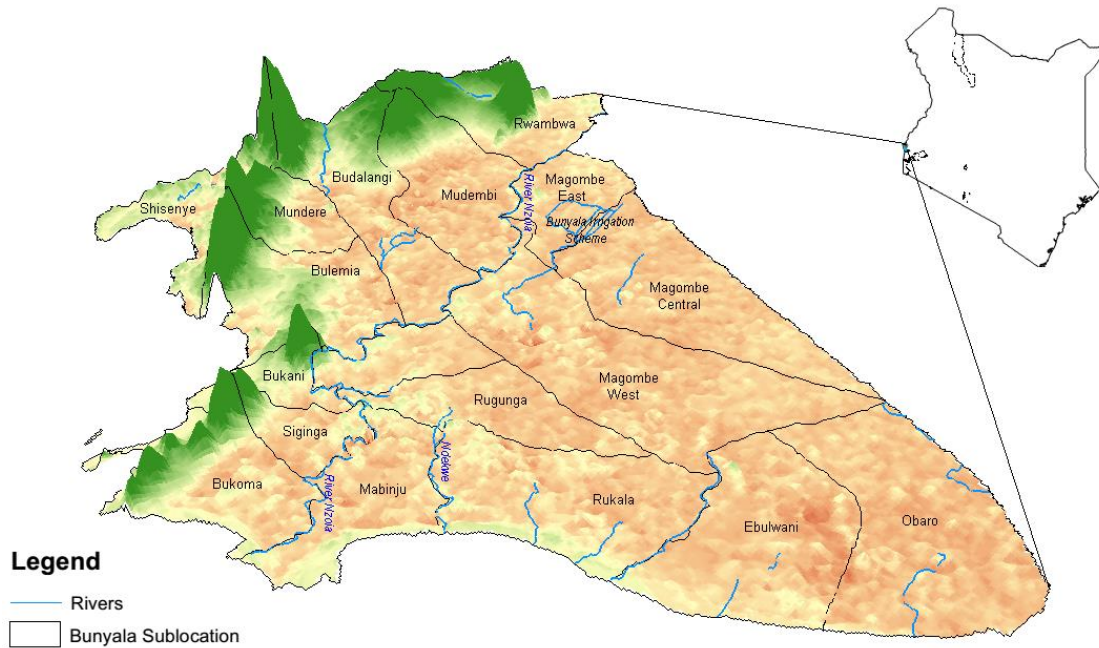 Rwambwa
Magombe
East
Budalangi
Mudembi
River Nzoia
Shisenye
Mundere
Bunyala Irrigation
Scheme
Bulemia
Magombe
Central
Bukani
Magombe
West
Rugunga
Siginga
Ndekwe
Bukoma
River Nzoia
Mabinju
Rukala
Ebulwani
Obaro
Legend
Rivers
Bunyala Sublocation